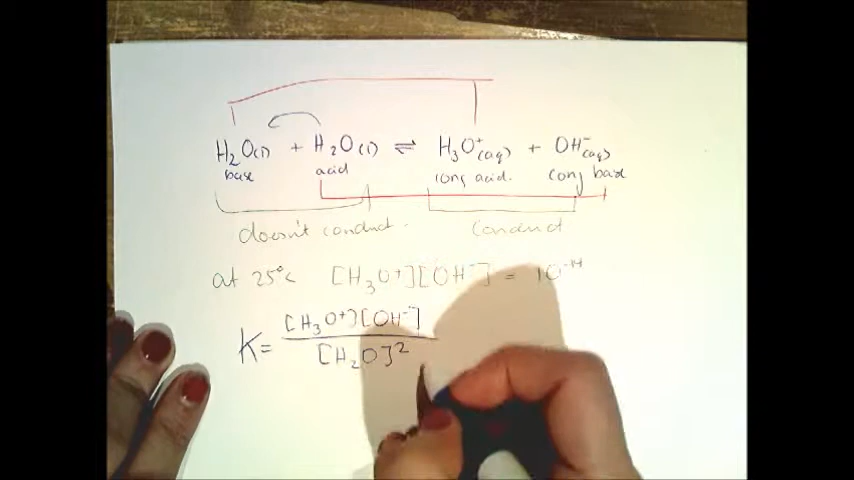 H₂O(l) + H₂O(l) ⇌ H₃O⁺(aq) + OH⁻(aq)
base acid conj acid. conj base
doesn't conduct. conduct
at 25°C [H₃O⁺][OH⁻] = 10⁻¹⁴
K = [H₃O⁺][OH⁻]
[H₂O]²